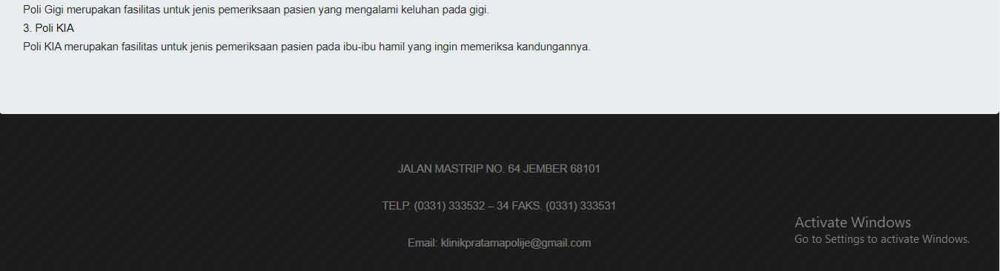 Poli Gigi merupakan fasilitas untuk jenis pemeriksaan pasien yang mengalami keluhan pada gigi.
3. Poli KIA
Poli KIA merupakan fasilitas untuk jenis pemeriksaan pasien pada ibu-ibu hamil yang ingin memeriksa kandungannya.
JALAN MASTRIP NO. 64 JEMBER 68101
TELP. (0331) 333532 – 34 FAKS. (0331) 333531
Email: klinikpratamapolije@gmail.com
Activate Windows
Go to Settings to activate Windows.